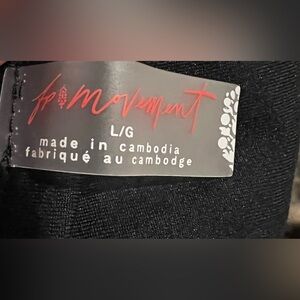 fp movement
L/G
made in cambodia
fabriqué au cambodge